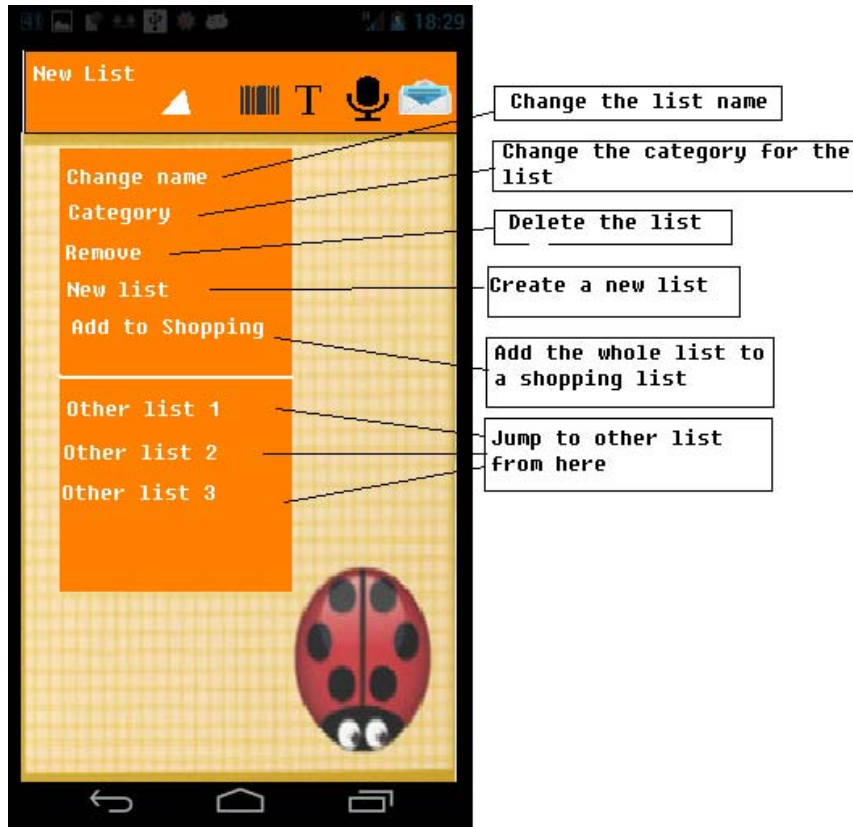 18:29
New List
T
Change name
Category
Remove
New list
Add to Shopping
Other list 1
Other list 2
Other list 3
Change the list name
Change the category for the
list
Delete the list
Create a new list
Add the whole list to
a shopping list
Jump to other list
from here